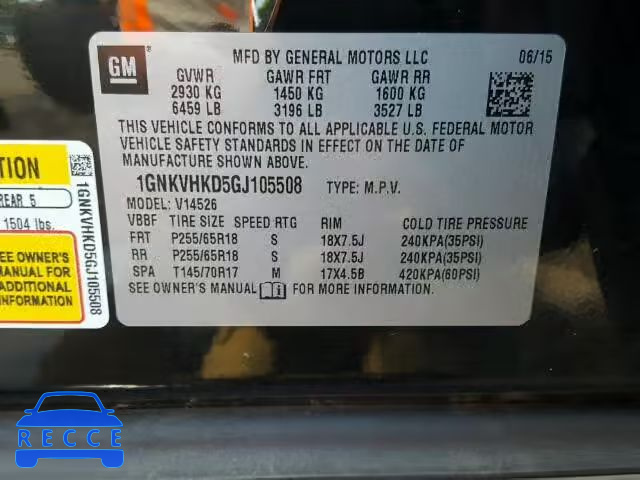 GM
MFD BY GENERAL MOTORS LLC 06/15
GVWR GAWR FRT GAWR RR
2930 KG 1450 KG 1600 KG
6459 LB 3196 LB 3527 LB
THIS VEHICLE CONFORMS TO ALL APPLICABLE U.S. FEDERAL MOTOR
VEHICLE SAFETY STANDARDS IN EFFECT ON THE DATE OF
MANUFACTURE SHOWN ABOVE.
1GNKVHKD5GJ105508 TYPE: M.P.V.
MODEL: V14526
VBBF TIRE SIZE SPEED RTG RIM COLD TIRE PRESSURE
FRT P255/65R18 S 18X7.5J 240KPA(35PSI)
RR P255/65R18 S 18X7.5J 240KPA(35PSI)
SPA T145/70R17 M 17X4.5B 420KPA(60PSI)
SEE OWNER'S MANUAL FOR MORE INFORMATION.
TION
REAR 5
1504 lbs.
SEE OWNER'S
MANUAL FOR
ADDITIONAL
INFORMATION
1GNKVHKD5GJ105508
RECCE RECCE RECCE RECCE RECCE